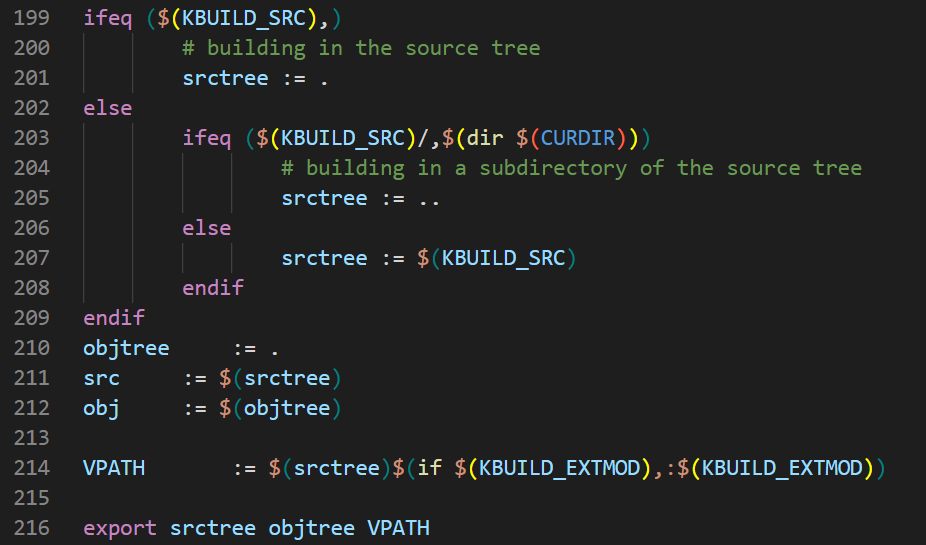 199 ifeq ($(KBUILD_SRC),)
200         # building in the source tree
201         srctree := .
202 else
203         ifeq ($(KBUILD_SRC)/,$(dir $(CURDIR)))
204                 # building in a subdirectory of the source tree
205                 srctree := ..
206         else
207                 srctree := $(KBUILD_SRC)
208         endif
209 endif
210 objtree     := .
211 src     := $(srctree)
212 obj     := $(objtree)
213
214 VPATH       := $(srctree)$(if $(KBUILD_EXTMOD),:$(KBUILD_EXTMOD))
215
216 export srctree objtree VPATH